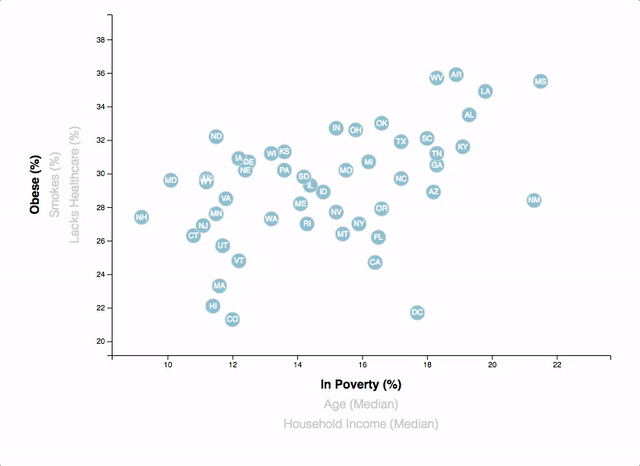 38
36
34
32
30
28
26
24
22
20
Obese (%)
Smokes (%)
Lacks Healthcare (%)
WV AR MS
LA
AL
OK
IN OH
ND SC TX
KY
WI KS TN
IA DE MI GA
NE PA MO
MD SD NC
IL
ID AZ
VA ME NM
MN NV OR
NH WA
NJ RI NY
CT MT FL
UT
VT CA
MA
HI
CO DC
10 12 14 16 18 20 22
In Poverty (%)
Age (Median)
Household Income (Median)